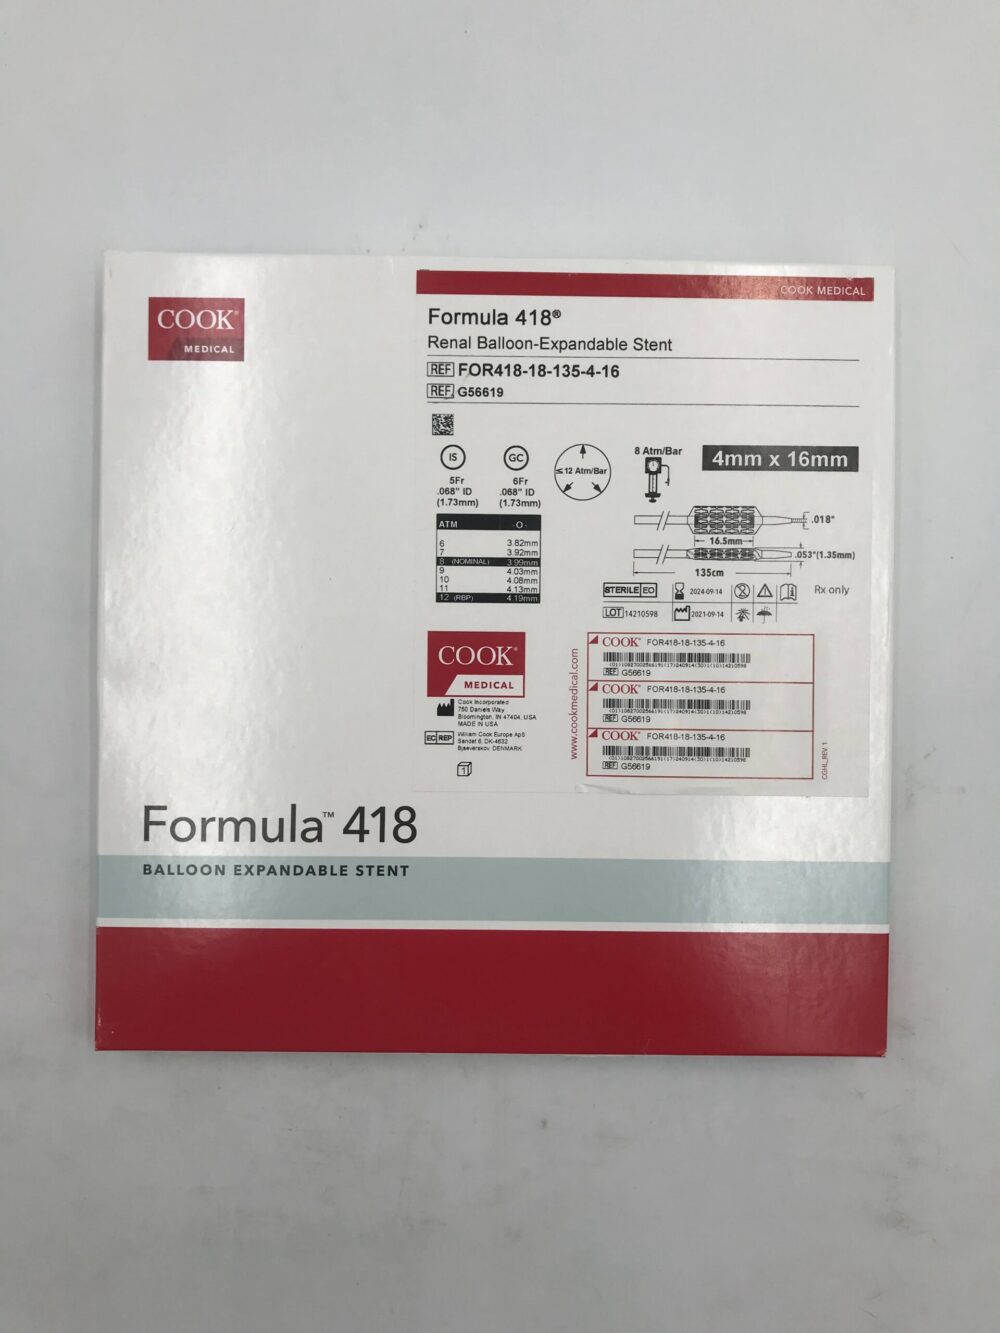 COOK®
MEDICAL
COOK MEDICAL
Formula 418®
Renal Balloon-Expandable Stent
REF FOR418-18-135-4-16
REF G56619
IS
5Fr
.068" ID
(1.73mm)
GC
6Fr
.068" ID
(1.73mm)
≤ 12 Atm/Bar
8 Atm/Bar
4mm x 16mm
ATM -O-
6 3.82mm
7 3.92mm
8 (NOMINAL) 3.99mm
9 4.03mm
10 4.08mm
11 4.13mm
12 (RBP) 4.19mm
.018"
16.5mm
.053"(1.35mm)
135cm
STERILE EO 2024-09-14 Rx only
LOT 14210598 2021-09-14
COOK®
MEDICAL
Cook Incorporated
750 Daniels Way
Bloomington, IN 47404, USA
MADE IN USA
EC REP William Cook Europe ApS
Sandet 6, DK-4632
Bjaeverskov, DENMARK
1
www.cookmedical.com
COOK® FOR418-18-135-4-16
REF G56619
COOK® FOR418-18-135-4-16
REF G56619
COOK® FOR418-18-135-4-16
REF G56619
CGHL_REV 1
Formula™ 418
BALLOON EXPANDABLE STENT